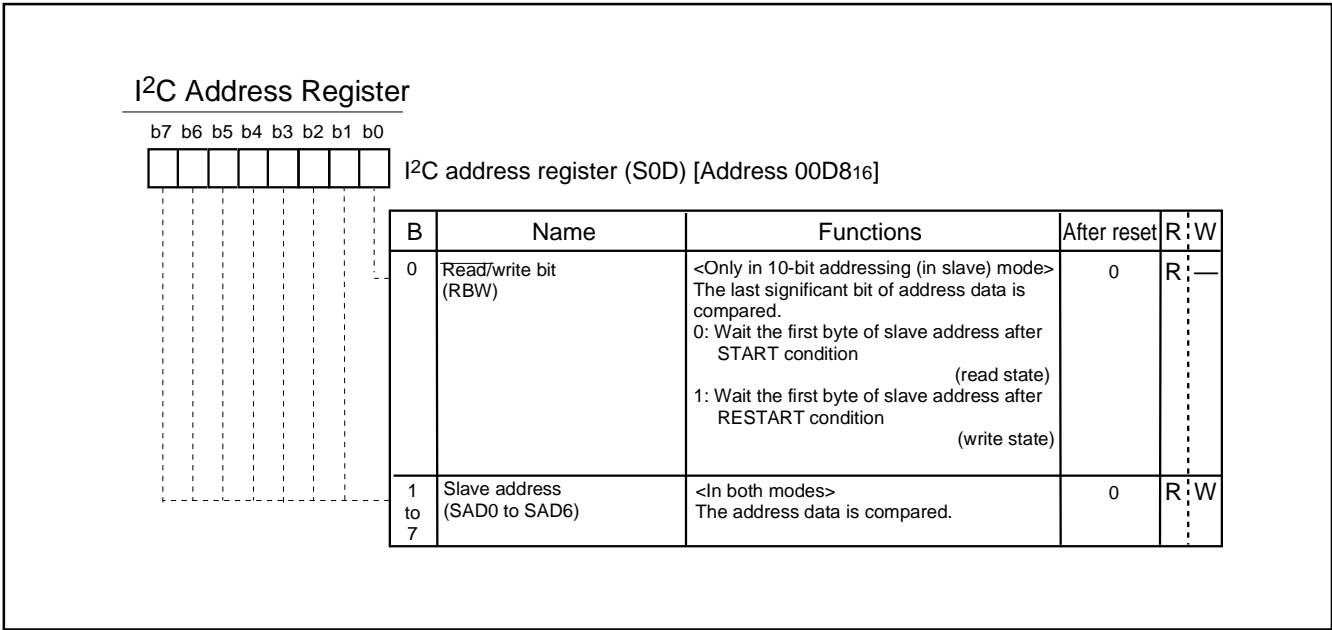 I2C Address Register
b7 b6 b5 b4 b3 b2 b1 b0
I2C address register (S0D) [Address 00D816]
B Name Functions After reset R W
0 Read/write bit (RBW) <Only in 10-bit addressing (in slave) mode> 0 R —
The last significant bit of address data is
compared.
0: Wait the first byte of slave address after
START condition
(read state)
1: Wait the first byte of slave address after
RESTART condition
(write state)
1 to 7 Slave address (SAD0 to SAD6) <In both modes> 0 R W
The address data is compared.